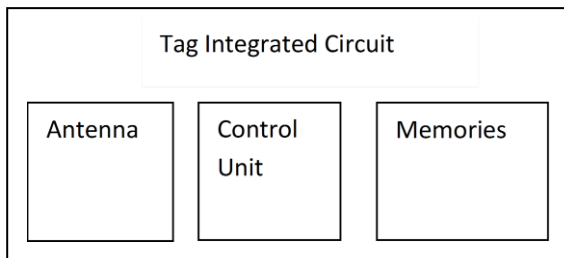 Tag Integrated Circuit
Antenna
Control
Unit
Memories